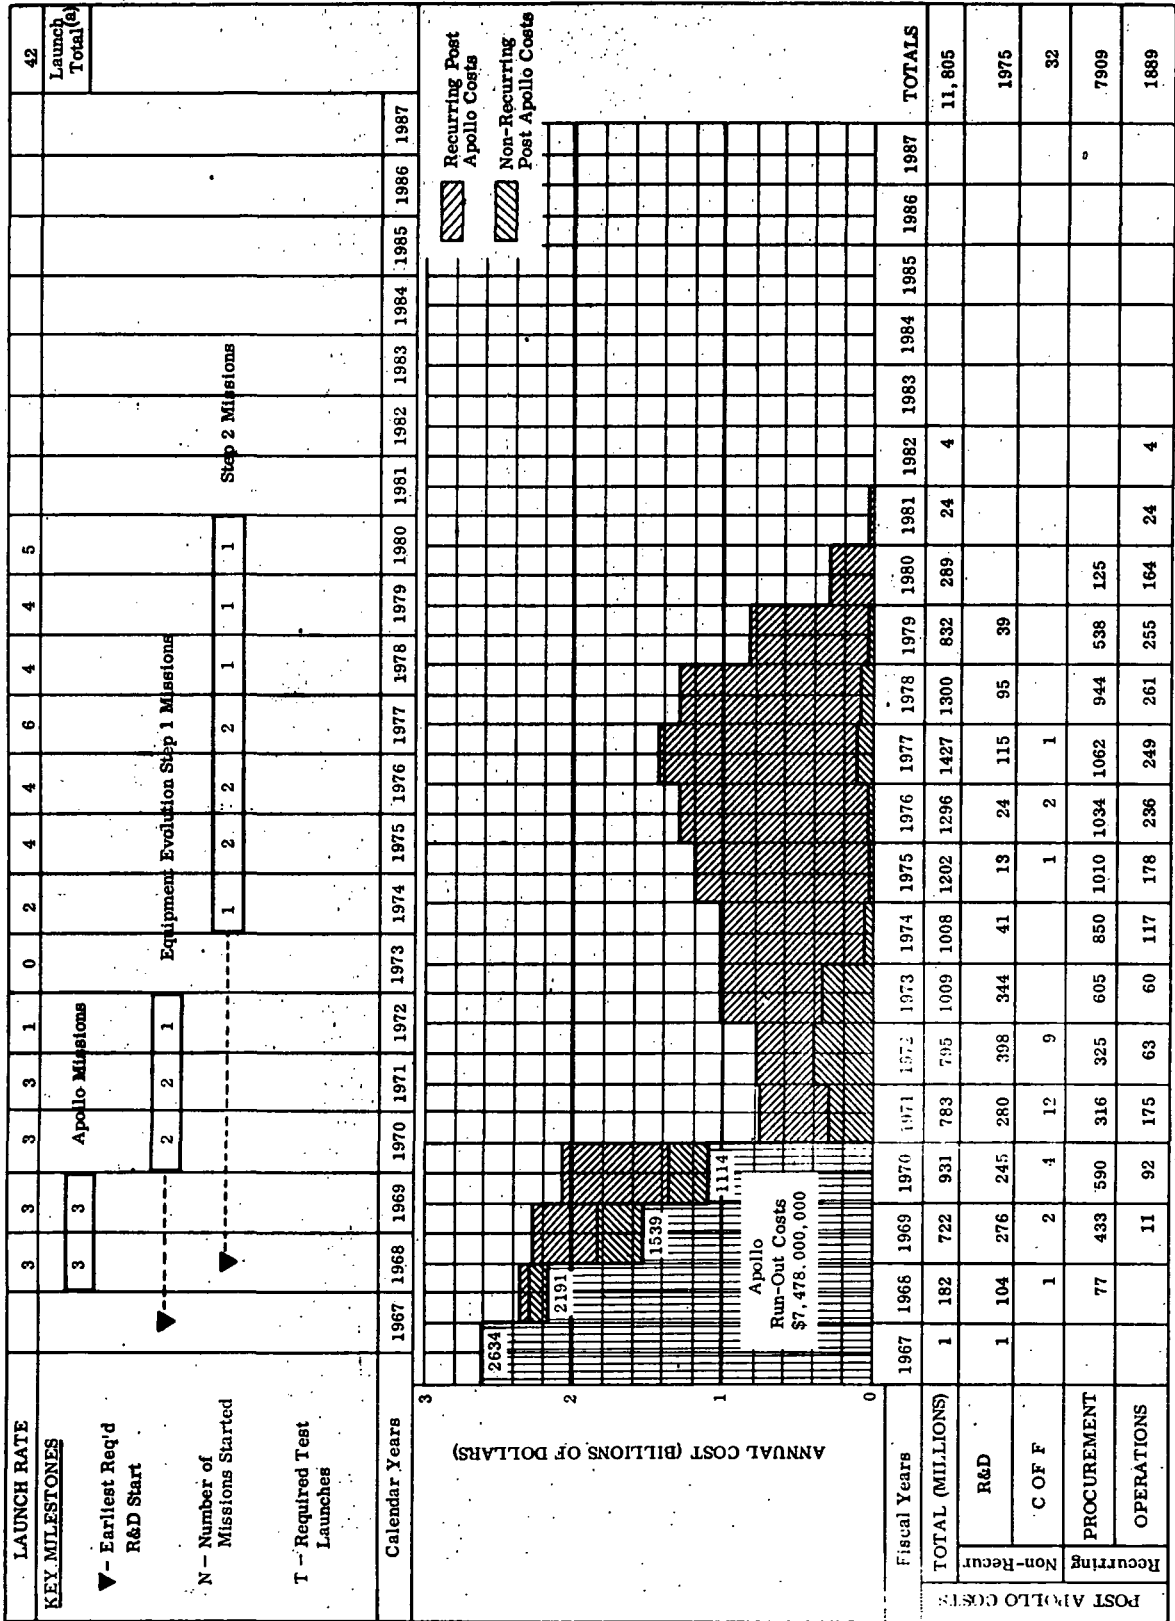 LAUNCH RATE 3 3 3 3 1 0 2 4 4 6 4 4 5 42
KEY MILESTONES
Launch
Total(a)
▼ - Earliest Req'd
R&D Start
N - Number of
Missions Started
T - Required Test
Launches
3 3
Apollo Missions
2 2 1
Equipment Evolution Step 1 Missions
1 2 2 2 1 1 1
Step 2 Missions
Calendar Years 1967 1968 1969 1970 1971 1972 1973 1974 1975 1976 1977 1978 1979 1980 1981 1982 1983 1984 1985 1986 1987
ANNUAL COST (BILLIONS OF DOLLARS)
3
2
1
0
2634
2191
1539
1114
Apollo
Run-Out Costs
$7,478.000,000
Recurring Post
Apollo Costs
Non-Recurring
Post Apollo Costs
Fiscal Years 1967 1968 1969 1970 1971 1972 1973 1974 1975 1976 1977 1978 1979 1980 1981 1982 1983 1984 1985 1986 1987 TOTALS
POST APOLLO COSTS
TOTAL (MILLIONS) 1 182 722 931 783 795 1009 1008 1202 1296 1427 1300 832 289 24 4 11,805
Non-Recur
R&D 1 104 276 245 280 398 344 41 13 24 115 95 39 1975
C OF F 1 2 4 12 9 1 2 1 32
Recurring
PROCUREMENT 77 433 590 316 325 605 850 1010 1034 1062 944 538 125 7909
OPERATIONS 11 92 175 63 60 117 178 236 249 261 255 164 24 4 1889